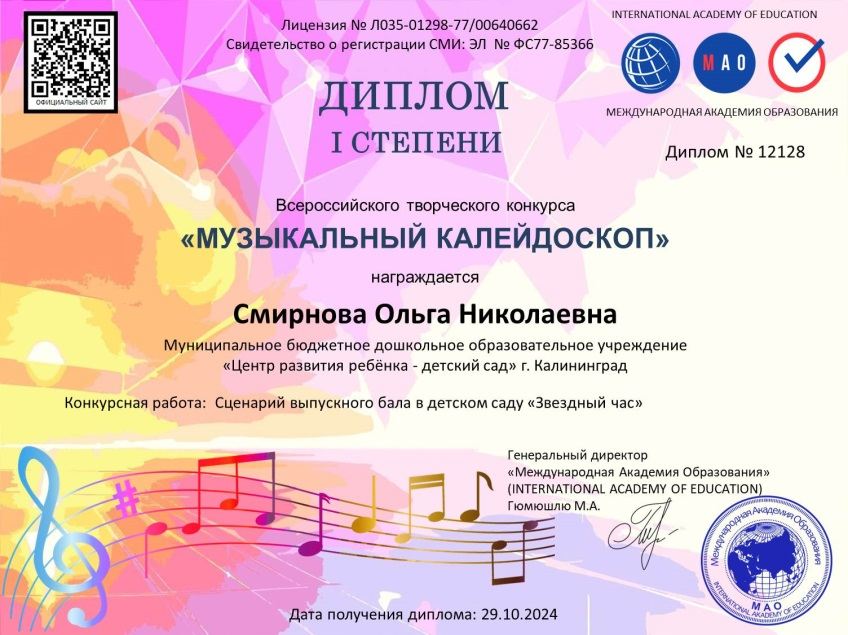 Лицензия № Л035-01298-77/00640662
Свидетельство о регистрации СМИ: ЭЛ № ФС77-85366
ОФИЦИАЛЬНЫЙ САЙТ
INTERNATIONAL ACADEMY OF EDUCATION
МАО
МЕЖДУНАРОДНАЯ АКАДЕМИЯ ОБРАЗОВАНИЯ
ДИПЛОМ
I СТЕПЕНИ
Диплом № 12128
Всероссийского творческого конкурса
«МУЗЫКАЛЬНЫЙ КАЛЕЙДОСКОП»
награждается
Смирнова Ольга Николаевна
Муниципальное бюджетное дошкольное образовательное учреждение
«Центр развития ребёнка - детский сад» г. Калининград
Конкурсная работа: Сценарий выпускного бала в детском саду «Звездный час»
Генеральный директор
«Международная Академия Образования»
(INTERNATIONAL ACADEMY OF EDUCATION)
Гюмюшлю М.А.
Международная Академия Образования
МАО
INTERNATIONAL ACADEMY OF EDUCATION
Дата получения диплома: 29.10.2024